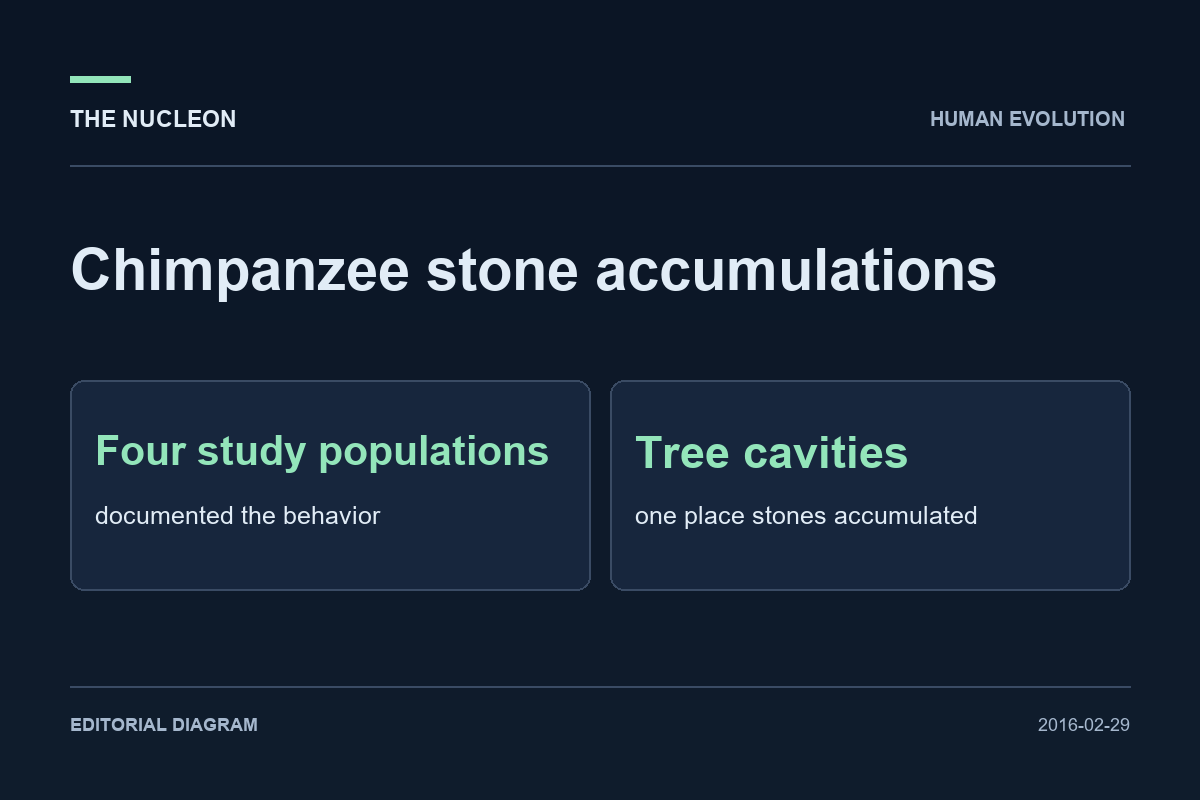 THE NUCLEON
HUMAN EVOLUTION
Chimpanzee stone accumulations
Four study populations
documented the behavior
Tree cavities
one place stones accumulated
EDITORIAL DIAGRAM
2016-02-29